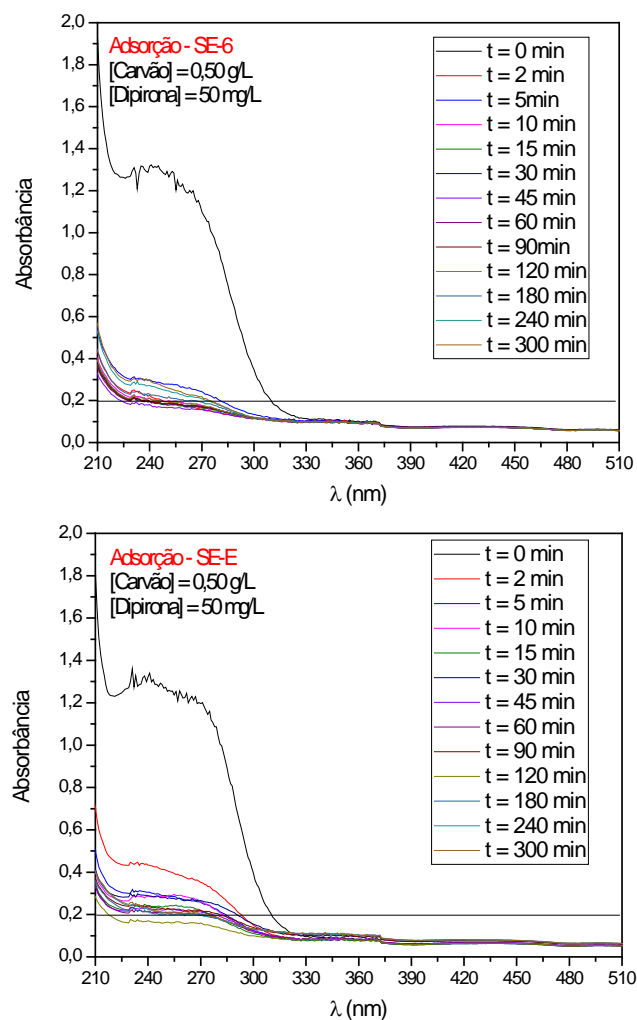 2,0
1,8
1,6
1,4
1,2
1,0
0,8
0,6
0,4
0,2
0,0
Absorbância
Adsorção - SE-6
[Carvão] = 0,50 g/L
[Dipirona] = 50 mg/L
t = 0 min
t = 2 min
t = 5min
t = 10 min
t = 15 min
t = 30 min
t = 45 min
t = 60 min
t = 90min
t = 120 min
t = 180 min
t = 240 min
t = 300 min
210 240 270 300 330 360 390 420 450 480 510
λ (nm)
2,0
1,8
1,6
1,4
1,2
1,0
0,8
0,6
0,4
0,2
0,0
Absorbância
Adsorção - SE-E
[Carvão] = 0,50 g/L
[Dipirona] = 50 mg/L
t = 0 min
t = 2 min
t = 5 min
t = 10 min
t = 15 min
t = 30 min
t = 45 min
t = 60 min
t = 90 min
t = 120 min
t = 180 min
t = 240 min
t = 300 min
210 240 270 300 330 360 390 420 450 480 510
λ (nm)